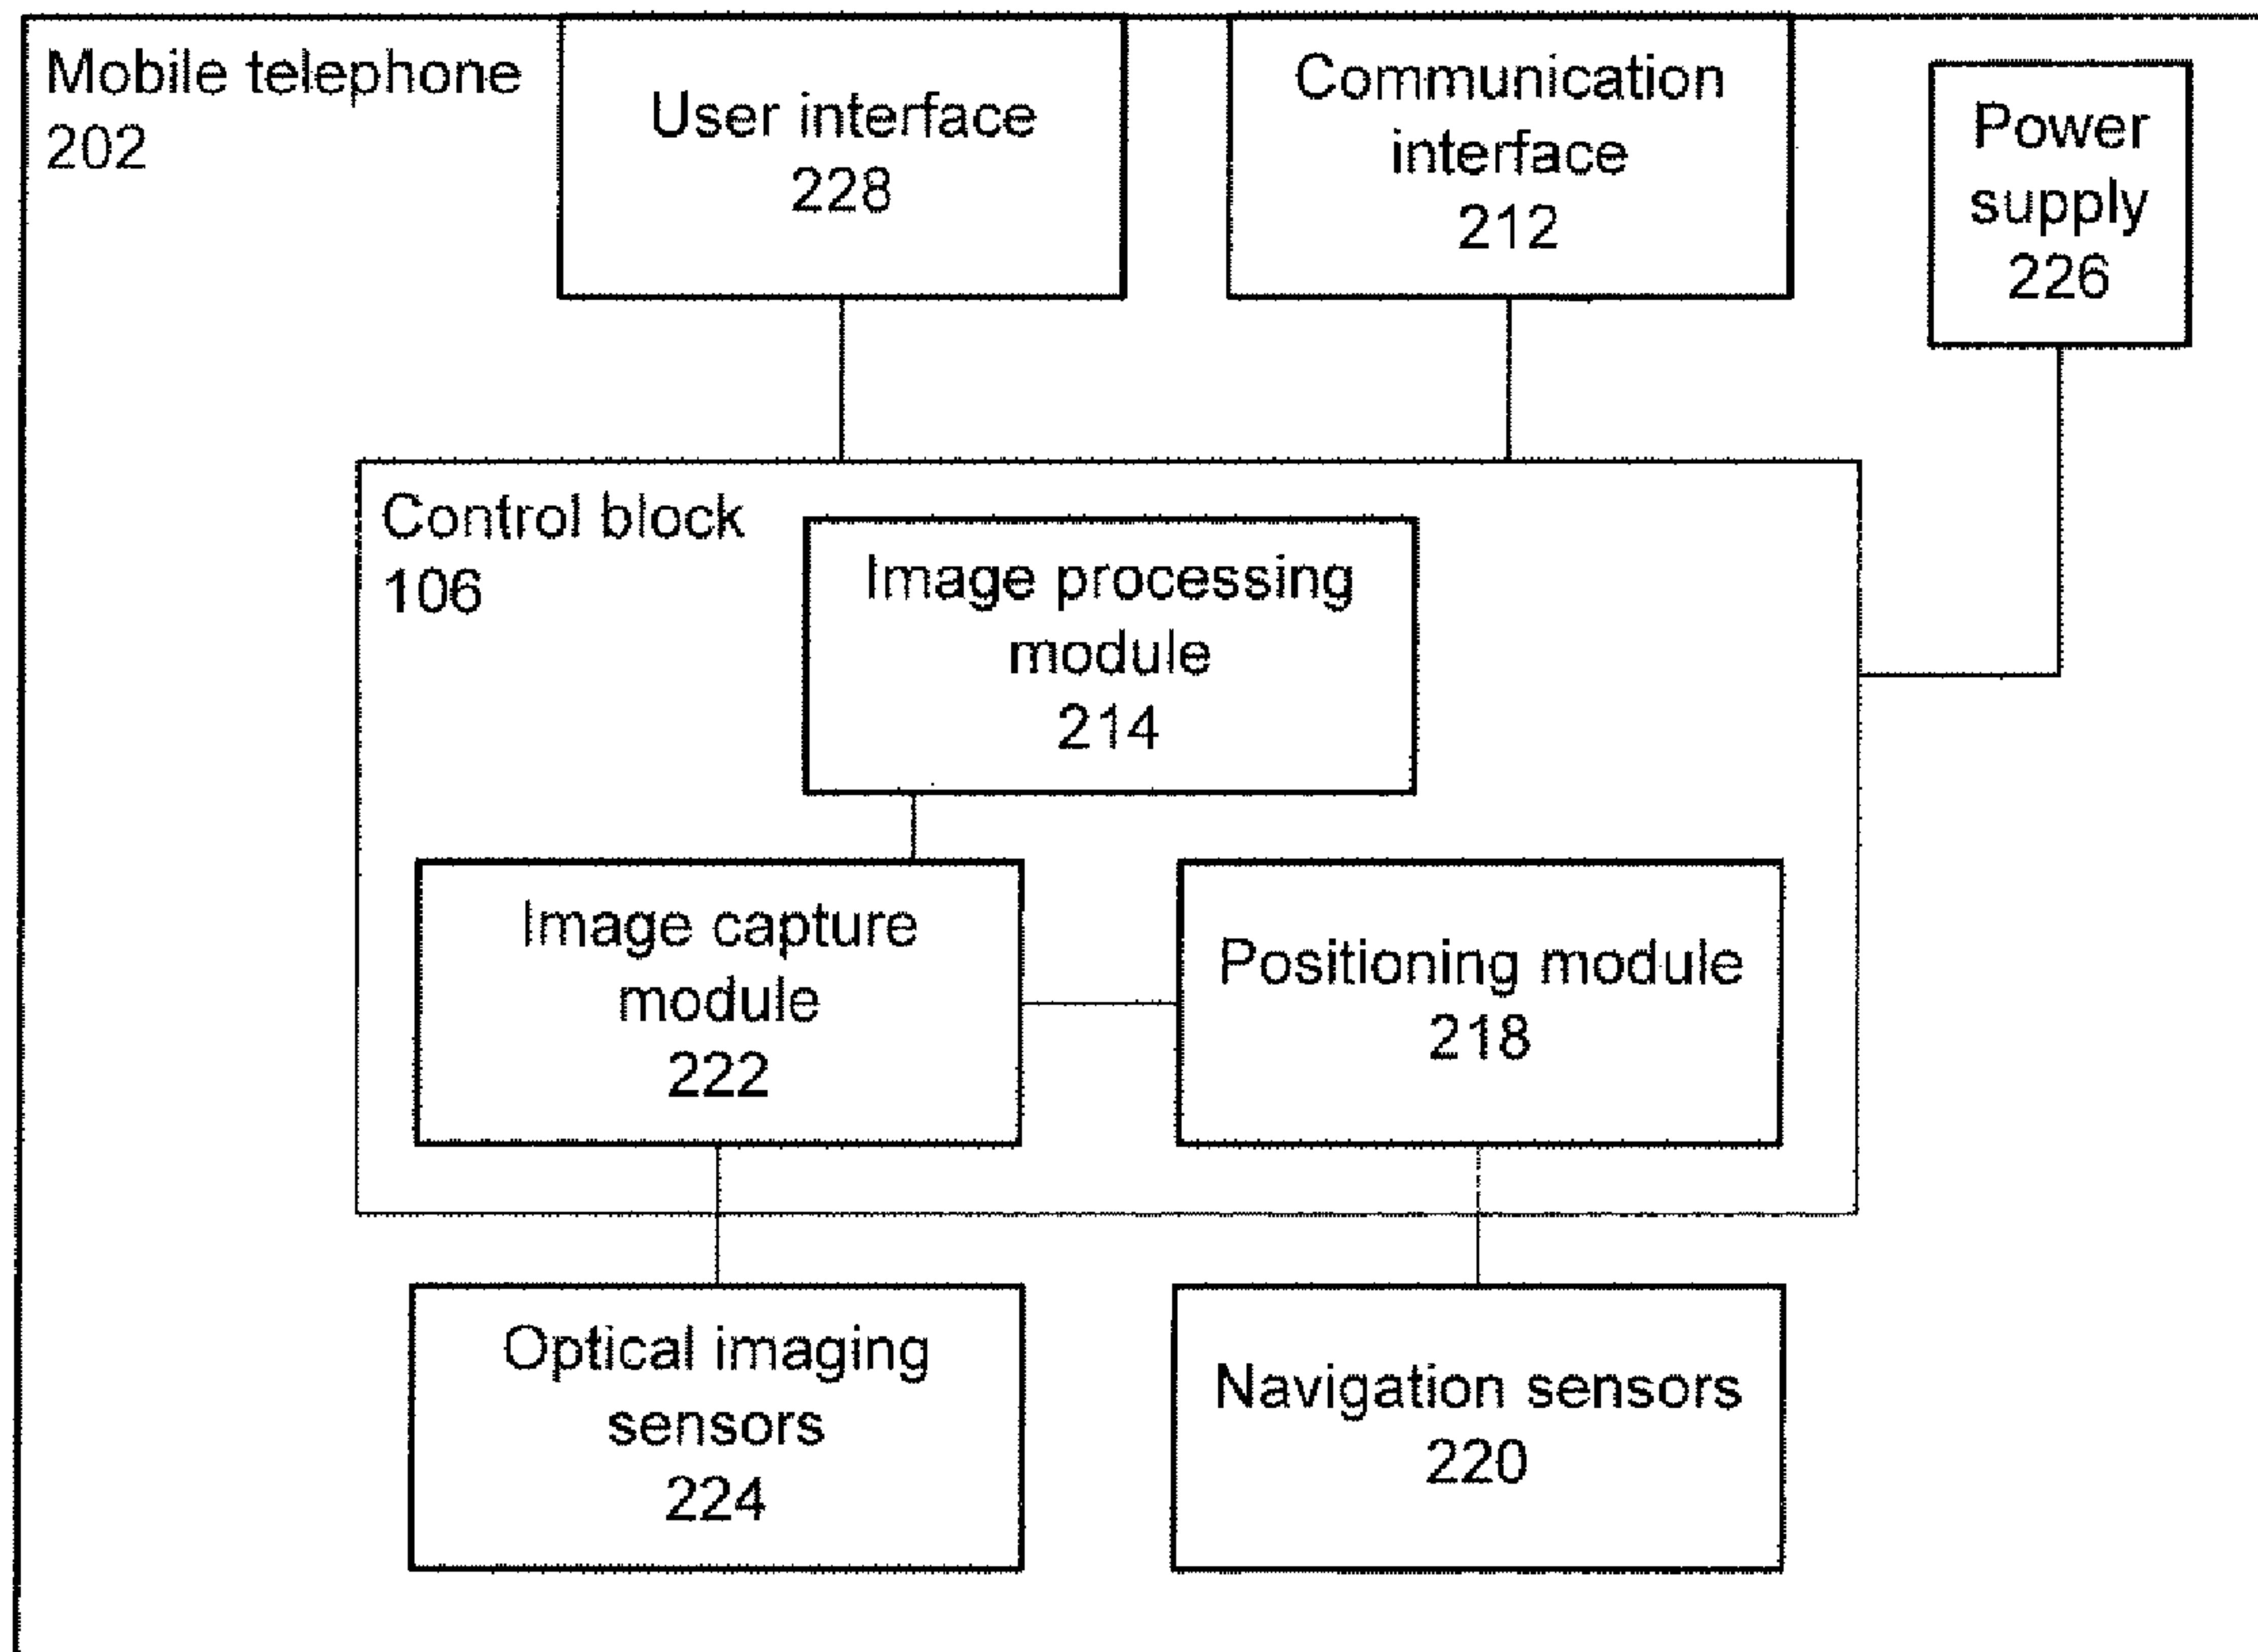 Mobile telephone
202
User interface
228
Communication
interface
212
Power
supply
226
Control block
106
Image processing
module
214
Image capture
module
222
Positioning module
218
Optical imaging
sensors
224
Navigation sensors
220